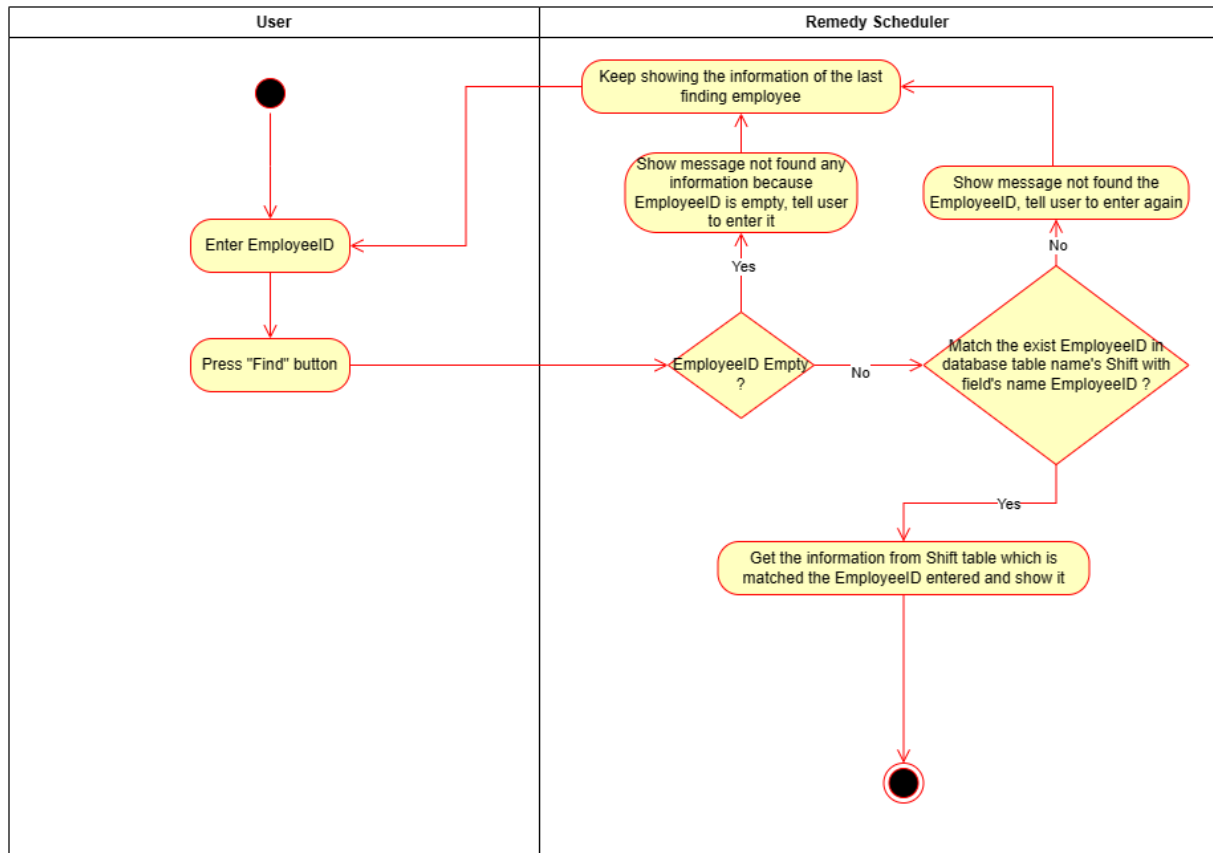 User
Remedy Scheduler
Keep showing the information of the last
finding employee
Show message not found any
information because
EmployeeID is empty, tell user
to enter it
Show message not found the
EmployeeID, tell user to enter again
Enter EmployeeID
Yes
No
Press "Find" button
EmployeeID Empty
?
No
Match the exist EmployeeID in
database table name's Shift with
field's name EmployeeID ?
Yes
Get the information from Shift table which is
matched the EmployeeID entered and show it